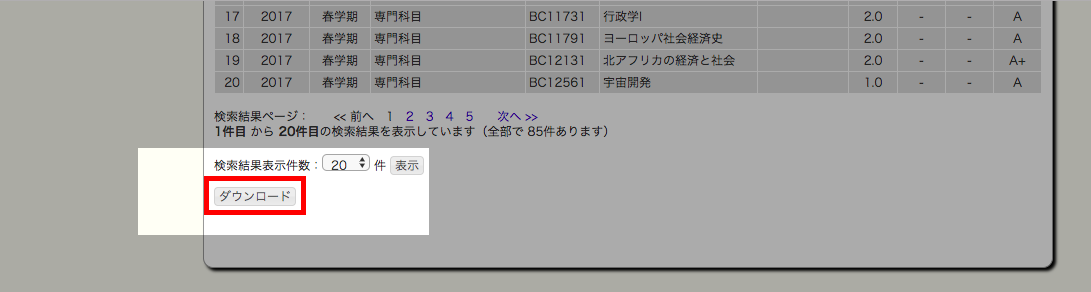 17 2017 春学期 専門科目 BC11731 行政学I 2.0 - - A
18 2017 春学期 専門科目 BC11791 ヨーロッパ社会経済史 2.0 - - A
19 2017 春学期 専門科目 BC12131 北アフリカの経済と社会 2.0 - - A+
20 2017 春学期 専門科目 BC12561 宇宙開発 1.0 - - A
検索結果ページ： << 前へ 1 2 3 4 5 次へ >>
1件目 から 20件目の検索結果を表示しています（全部で 85件あります）
検索結果表示件数：20 件 表示
ダウンロード